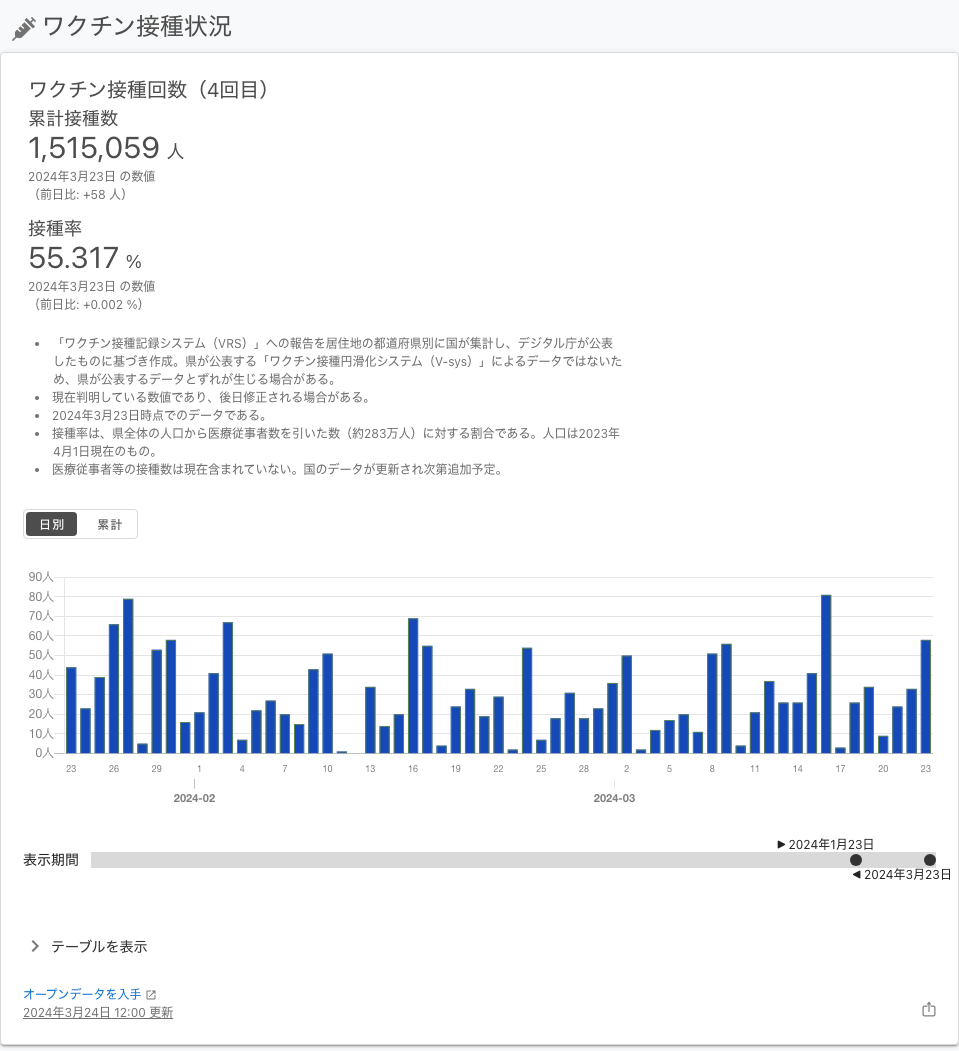 ワクチン接種状況
ワクチン接種回数（4回目）
累計接種数
1,515,059 人
2024年3月23日 の数値
（前日比: +58 人）
接種率
55.317 %
2024年3月23日 の数値
（前日比: +0.002 %）
• 「ワクチン接種記録システム（VRS）」への報告を居住地の都道府県別に国が集計し、デジタル庁が公表
したものに基づき作成。県が公表する「ワクチン接種円滑化システム（V-sys）」によるデータではないた
め、県が公表するデータとずれが生じる場合がある。
• 現在判明している数値であり、後日修正される場合がある。
• 2024年3月23日時点でのデータである。
• 接種率は、県全体の人口から医療従事者数を引いた数（約283万人）に対する割合である。人口は2023年
4月1日現在のもの。
• 医療従事者等の接種数は現在含まれていない。国のデータが更新され次第追加予定。
日別 累計
90人
80人
70人
60人
50人
40人
30人
20人
10人
0人
23 26 29 1 4 7 10 13 16 19 22 25 28 2 5 8 11 14 17 20 23
2024-02 2024-03
2024年1月23日
表示期間
2024年3月23日
テーブルを表示
オープンデータを入手
2024年3月24日 12:00 更新